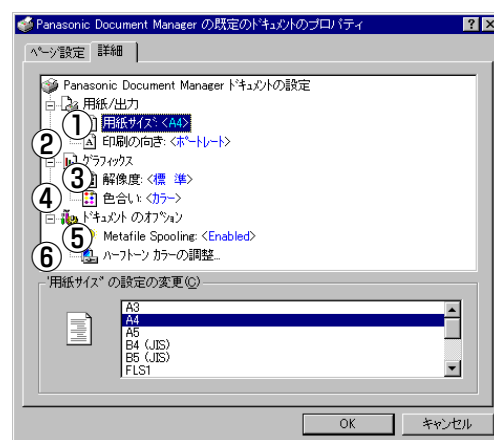 Panasonic Document Manager の既定のドキュメントのプロパティ
ページ設定 詳細
Panasonic Document Manager ドキュメントの設定
用紙/出力
① 用紙サイズ: <A4>
② 印刷の向き: <ポートレート>
グラフィックス
③ 解像度: <標 準>
④ 色合い: <カラー>
ドキュメント のオプション
⑤ Metafile Spooling: <Enabled>
⑥ ハーフトーン カラーの調整...
'用紙サイズ' の設定の変更(C)
A3
A4
A5
B4 (JIS)
B5 (JIS)
FLS1
OK キャンセル